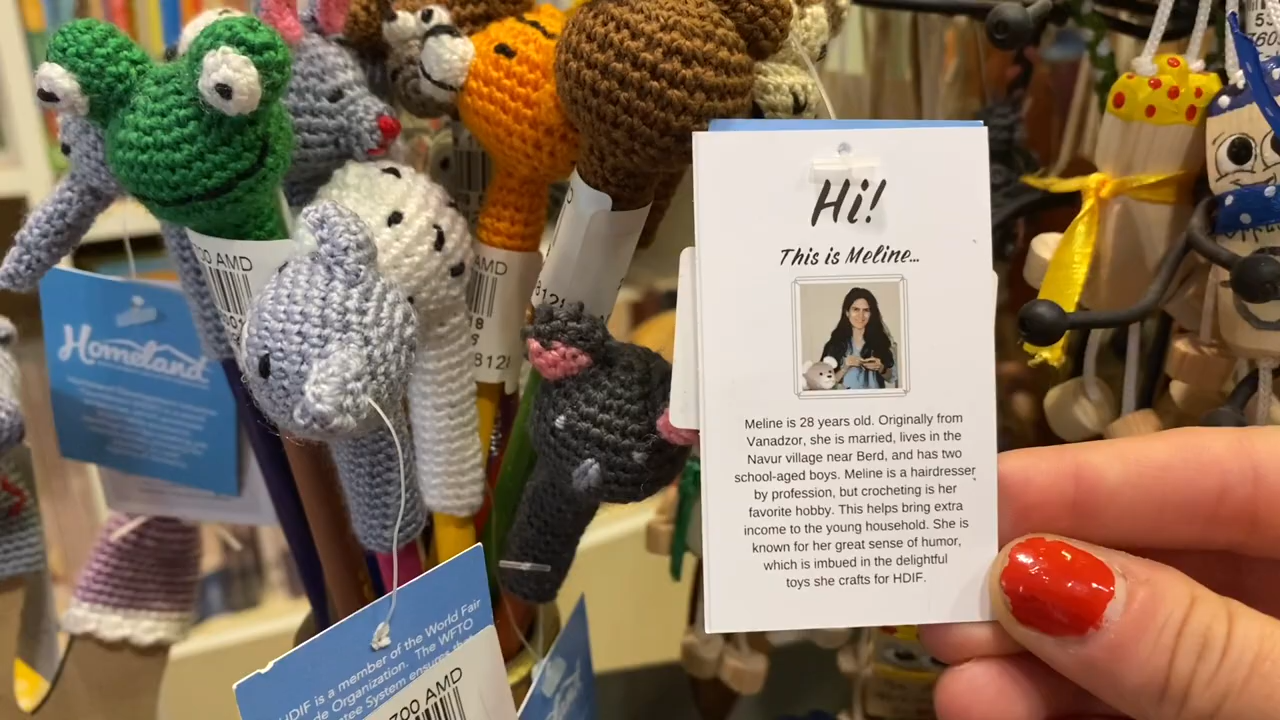 Hi!
This is Meline...
Meline is 28 years old. Originally from
Vanadzor, she is married, lives in the
Navur village near Berd, and has two
school-aged boys. Meline is a hairdresser
by profession, but crocheting is her
favorite hobby. This helps bring extra
income to the young household. She is
known for her great sense of humor,
which is imbued in the delightful
toys she crafts for HDIF.
Homeland
HDIF is a member of the World Fair
Organization. The WFTO
System ensures
700 AMD
00 AMD
AMD